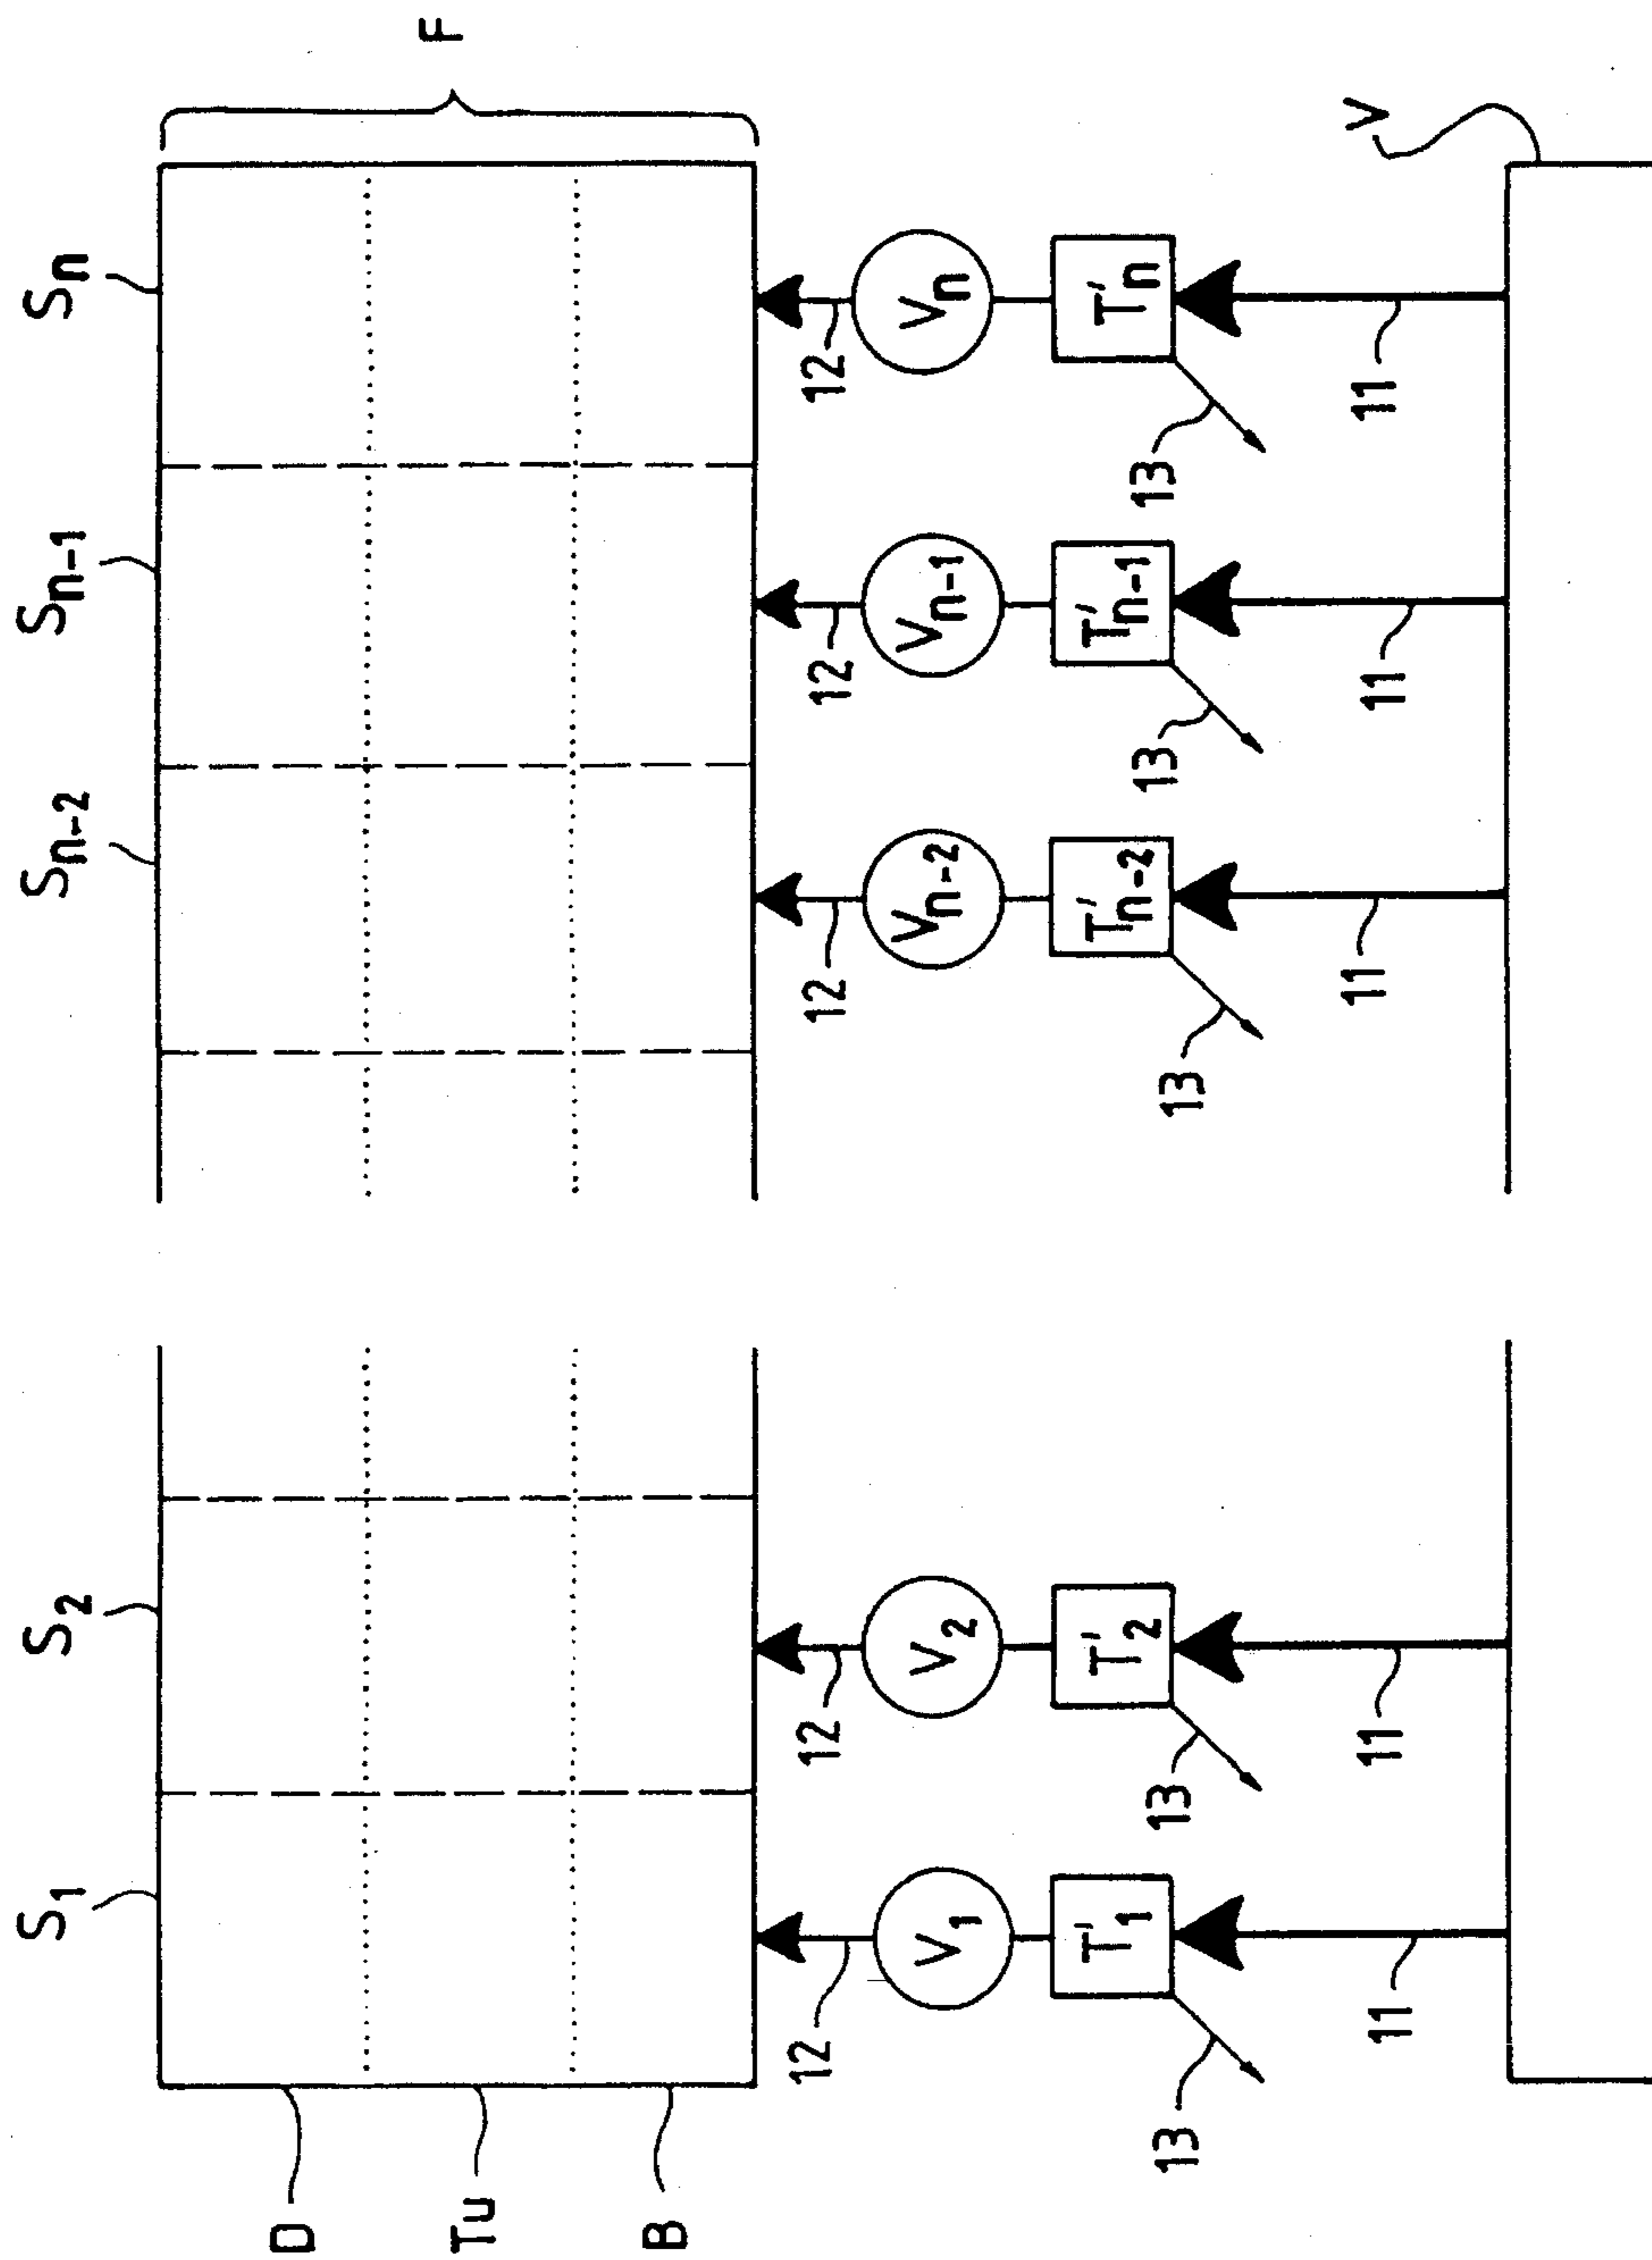 S₁ S₂ Sₙ₋₂ Sₙ₋₁ Sₙ
D
Tu
B
F
12 12 12 12 12
V₁ V₂ Vₙ₋₂ Vₙ₋₁ Vₙ
T'₁ T'₂ T'ₙ₋₂ T'ₙ₋₁ T'ₙ
13 13 13 13 13
11 11 11 11 11
V